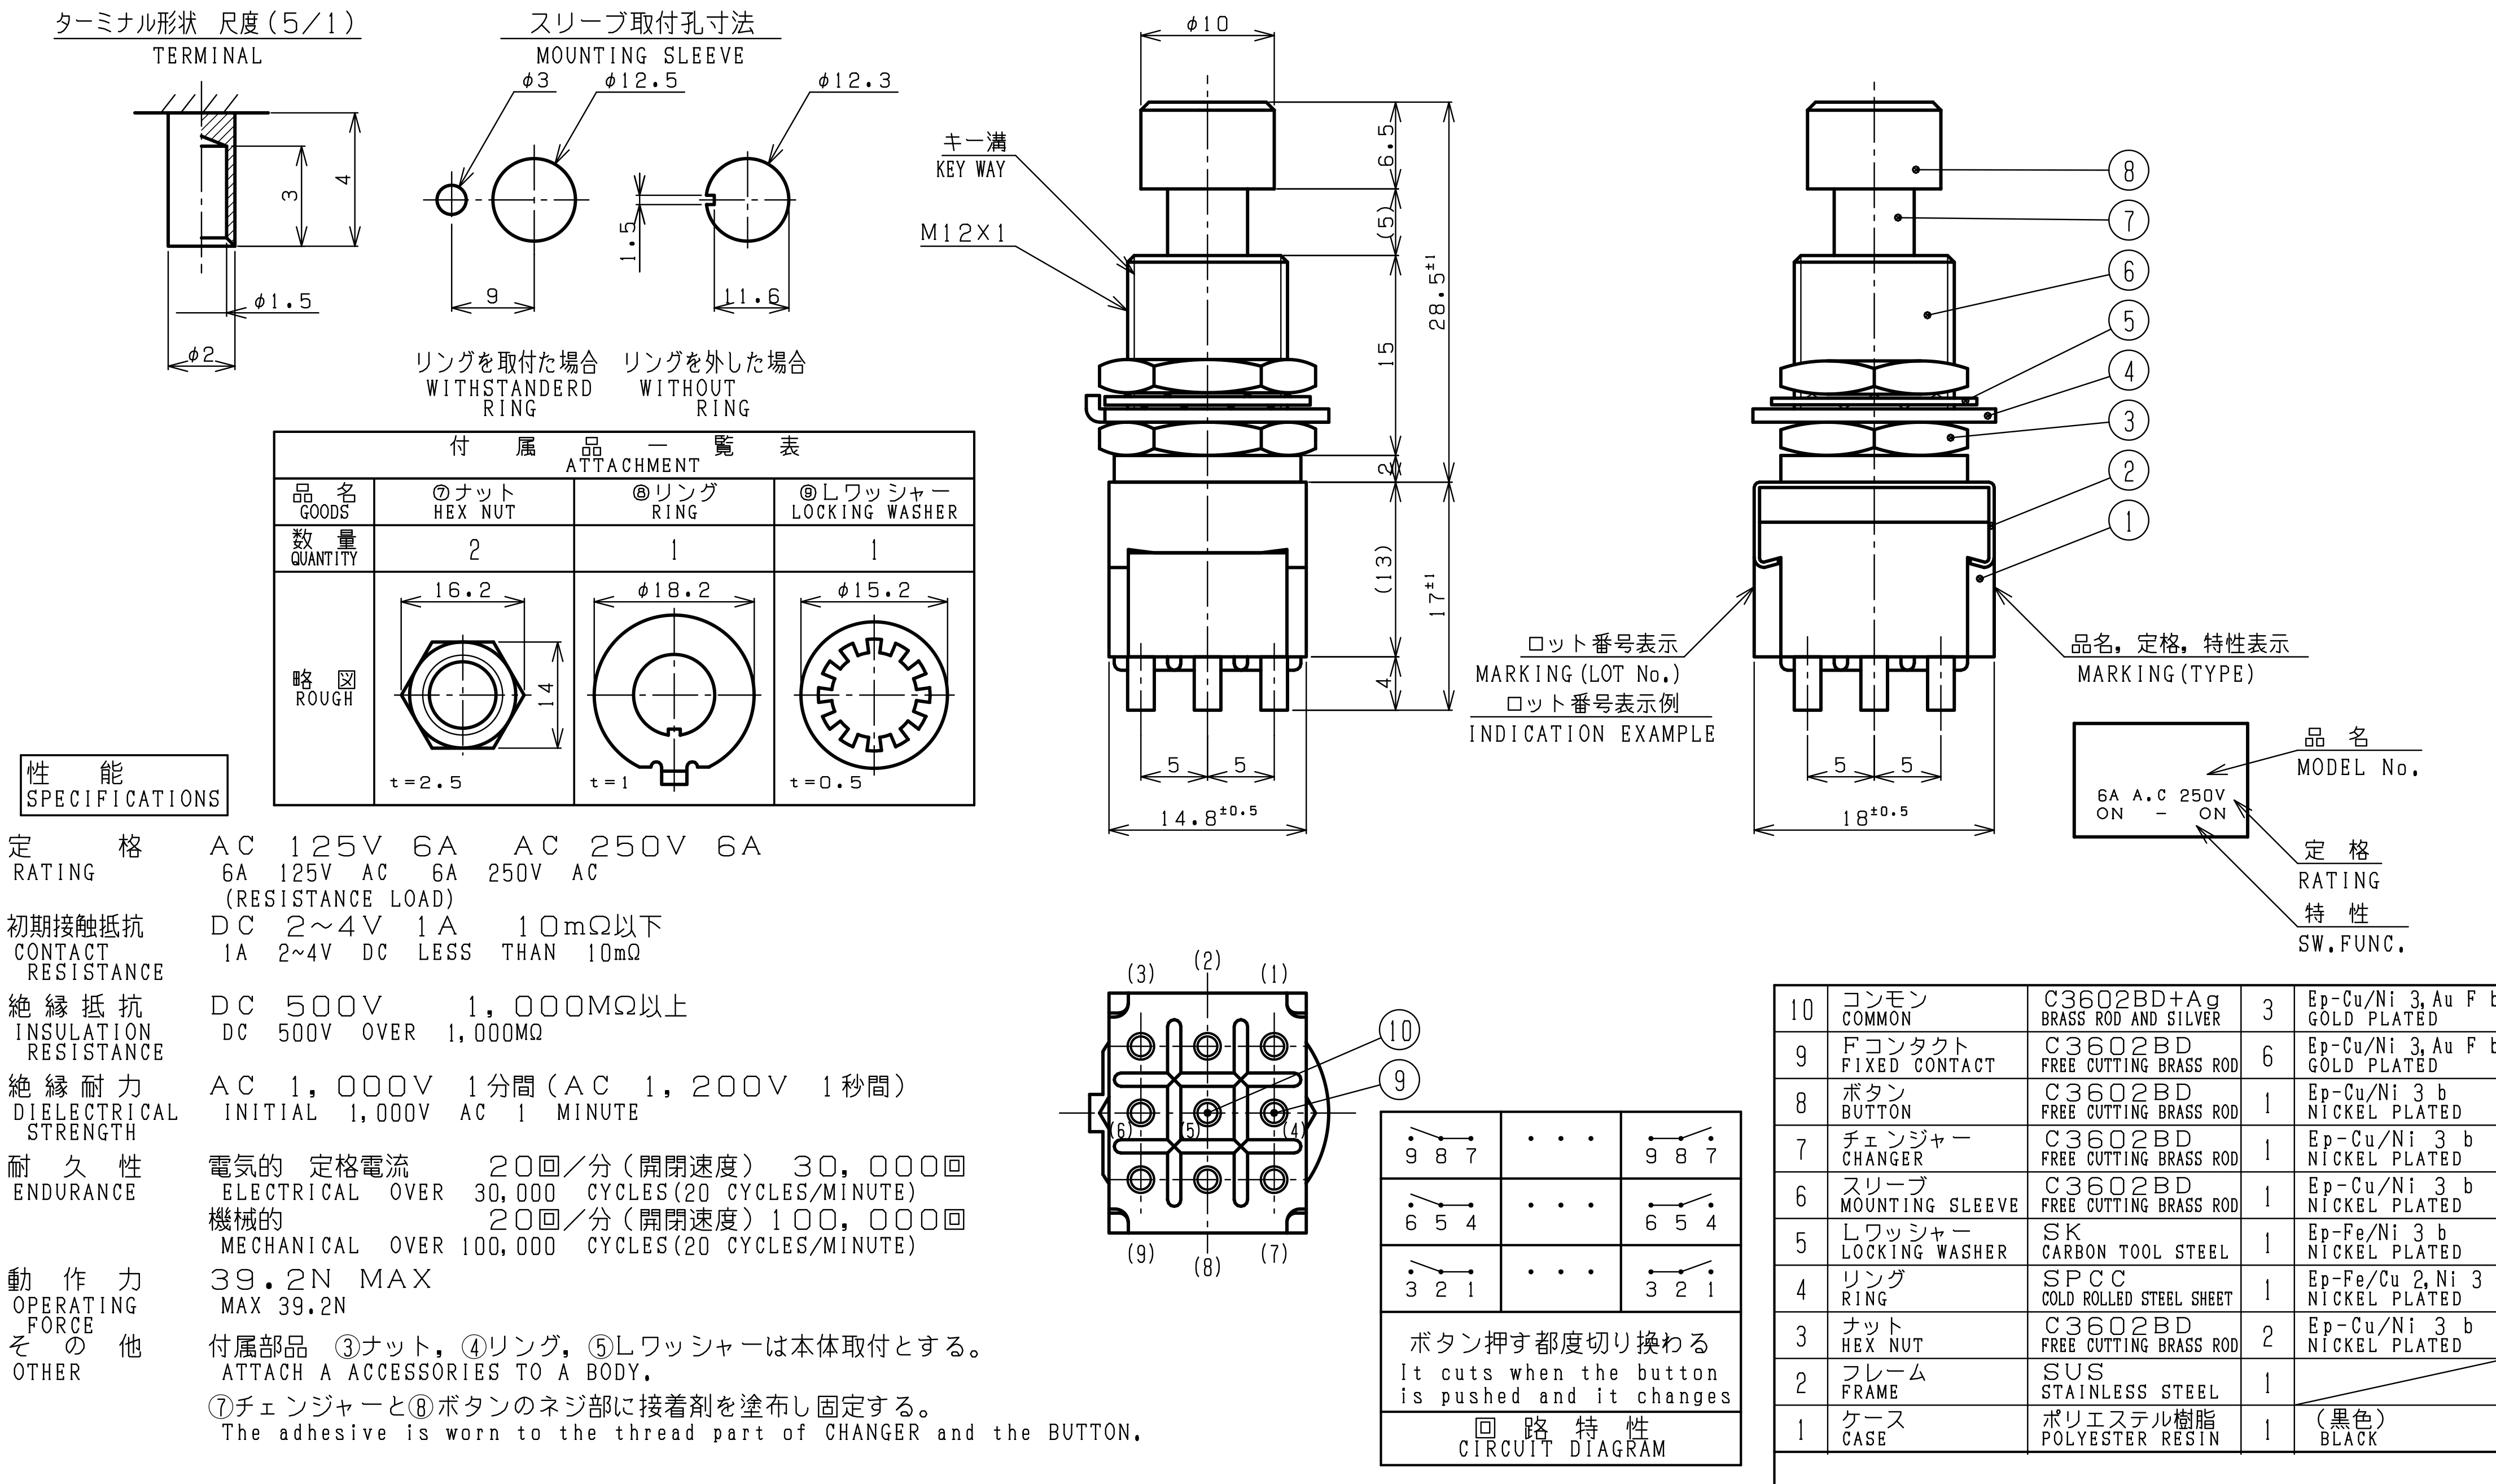 ターミナル形状　尺度(5/1)
TERMINAL
4
3
φ1.5
φ2
スリーブ取付孔寸法
MOUNTING SLEEVE
φ3
φ12.5
φ12.3
1.5
9
11.6
リングを取付た場合
WITHSTANDERD
RING
リングを外した場合
WITHOUT
RING
付　属　品　一　覧　表
ATTACHMENT
品　名
GOODS
⑦ナット
HEX NUT
⑧リング
RING
⑨Lワッシャー
LOCKING WASHER
数　量
QUANTITY
2
1
1
略　図
ROUGH
16.2
14
t=2.5
φ18.2
t=1
φ15.2
t=0.5
φ10
キー溝
KEY WAY
M12X1
6.5
(5)
15
28.5±1
2
(13)
17±1
4
5
5
14.8±0.5
8
7
6
5
4
3
2
1
ロット番号表示
MARKING(LOT No.)
ロット番号表示例
INDICATION EXAMPLE
品名, 定格, 特性表示
MARKING(TYPE)
5
5
18±0.5
6A A.C 250V
ON － ON
品　名
MODEL No.
定　格
RATING
特　性
SW.FUNC.
性　能
SPECIFICATIONS
定　格　AC 125V 6A　AC 250V 6A
RATING　6A 125V AC　6A 250V AC
(RESISTANCE LOAD)
初期接触抵抗　DC 2~4V 1A　10mΩ以下
CONTACT　1A 2~4V DC LESS THAN 10mΩ
RESISTANCE
絶縁抵抗　DC 500V　1, 000MΩ以上
INSULATION　DC 500V OVER 1,000MΩ
RESISTANCE
絶縁耐力　AC 1, 000V 1分間(AC 1, 200V 1秒間)
DIELECTRICAL　INITIAL 1,000V AC 1 MINUTE
STRENGTH
耐　久　性　電気的　定格電流　20回/分(開閉速度)　30, 000回
ENDURANCE　ELECTRICAL OVER 30,000 CYCLES(20 CYCLES/MINUTE)
機械的　20回/分(開閉速度)100, 000回
MECHANICAL OVER 100,000 CYCLES(20 CYCLES/MINUTE)
動　作　力　39.2N MAX
OPERATING　MAX 39.2N
FORCE
そ　の　他　付属部品　③ナット, ④リング, ⑤Lワッシャーは本体取付とする。
OTHER　ATTACH A ACCESSORIES TO A BODY.
⑦チェンジャーと⑧ボタンのネジ部に接着剤を塗布し固定する。
The adhesive is worn to the thread part of CHANGER and the BUTTON.
(3)　(2)　(1)
10
9
(6)　(5)　(4)
(9)　(8)　(7)
9 8 7　・・・　9 8 7
6 5 4　・・・　6 5 4
3 2 1　・・・　3 2 1
ボタン押す都度切り換わる
It cuts when the button
is pushed and it changes
回　路　特　性
CIRCUIT DIAGRAM
10　コンモン　C3602BD+Ag　3　Ep-Cu/Ni 3,Au F b
COMMON　BRASS ROD AND SILVER　GOLD PLATED
9　Fコンタクト　C3602BD　6　Ep-Cu/Ni 3,Au F b
FIXED CONTACT　FREE CUTTING BRASS ROD　GOLD PLATED
8　ボタン　C3602BD　1　Ep-Cu/Ni 3 b
BUTTON　FREE CUTTING BRASS ROD　NICKEL PLATED
7　チェンジャー　C3602BD　1　Ep-Cu/Ni 3 b
CHANGER　FREE CUTTING BRASS ROD　NICKEL PLATED
6　スリーブ　C3602BD　1　Ep-Cu/Ni 3 b
MOUNTING SLEEVE　FREE CUTTING BRASS ROD　NICKEL PLATED
5　Lワッシャー　SK　1　Ep-Fe/Ni 3 b
LOCKING WASHER　CARBON TOOL STEEL　NICKEL PLATED
4　リング　SPCC　1　Ep-Fe/Cu 2,Ni 3
RING　COLD ROLLED STEEL SHEET　NICKEL PLATED
3　ナット　C3602BD　2　Ep-Cu/Ni 3 b
HEX NUT　FREE CUTTING BRASS ROD　NICKEL PLATED
2　フレーム　SUS　1
FRAME　STAINLESS STEEL
1　ケース　ポリエステル樹脂　1　(黒色)
CASE　POLYESTER RESIN　BLACK